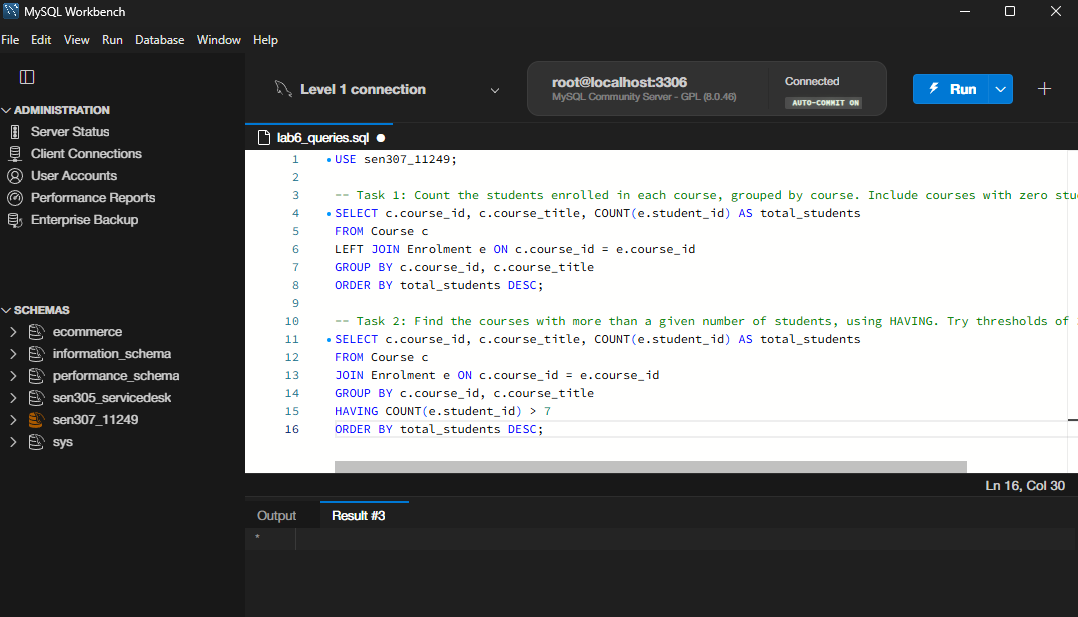 MySQL Workbench
File Edit View Run Database Window Help
ADMINISTRATION
Server Status
Client Connections
User Accounts
Performance Reports
Enterprise Backup
SCHEMAS
ecommerce
information_schema
performance_schema
sen305_servicedesk
sen307_11249
sys
Level 1 connection
root@localhost:3306
MySQL Community Server - GPL (8.0.46)
Connected
AUTO-COMMIT ON
Run
lab6_queries.sql
1 USE sen307_11249;
2
3 -- Task 1: Count the students enrolled in each course, grouped by course. Include courses with zero stu
4 SELECT c.course_id, c.course_title, COUNT(e.student_id) AS total_students
5 FROM Course c
6 LEFT JOIN Enrolment e ON c.course_id = e.course_id
7 GROUP BY c.course_id, c.course_title
8 ORDER BY total_students DESC;
9
10 -- Task 2: Find the courses with more than a given number of students, using HAVING. Try thresholds of
11 SELECT c.course_id, c.course_title, COUNT(e.student_id) AS total_students
12 FROM Course c
13 JOIN Enrolment e ON c.course_id = e.course_id
14 GROUP BY c.course_id, c.course_title
15 HAVING COUNT(e.student_id) > 7
16 ORDER BY total_students DESC;
Ln 16, Col 30
Output Result #3
*